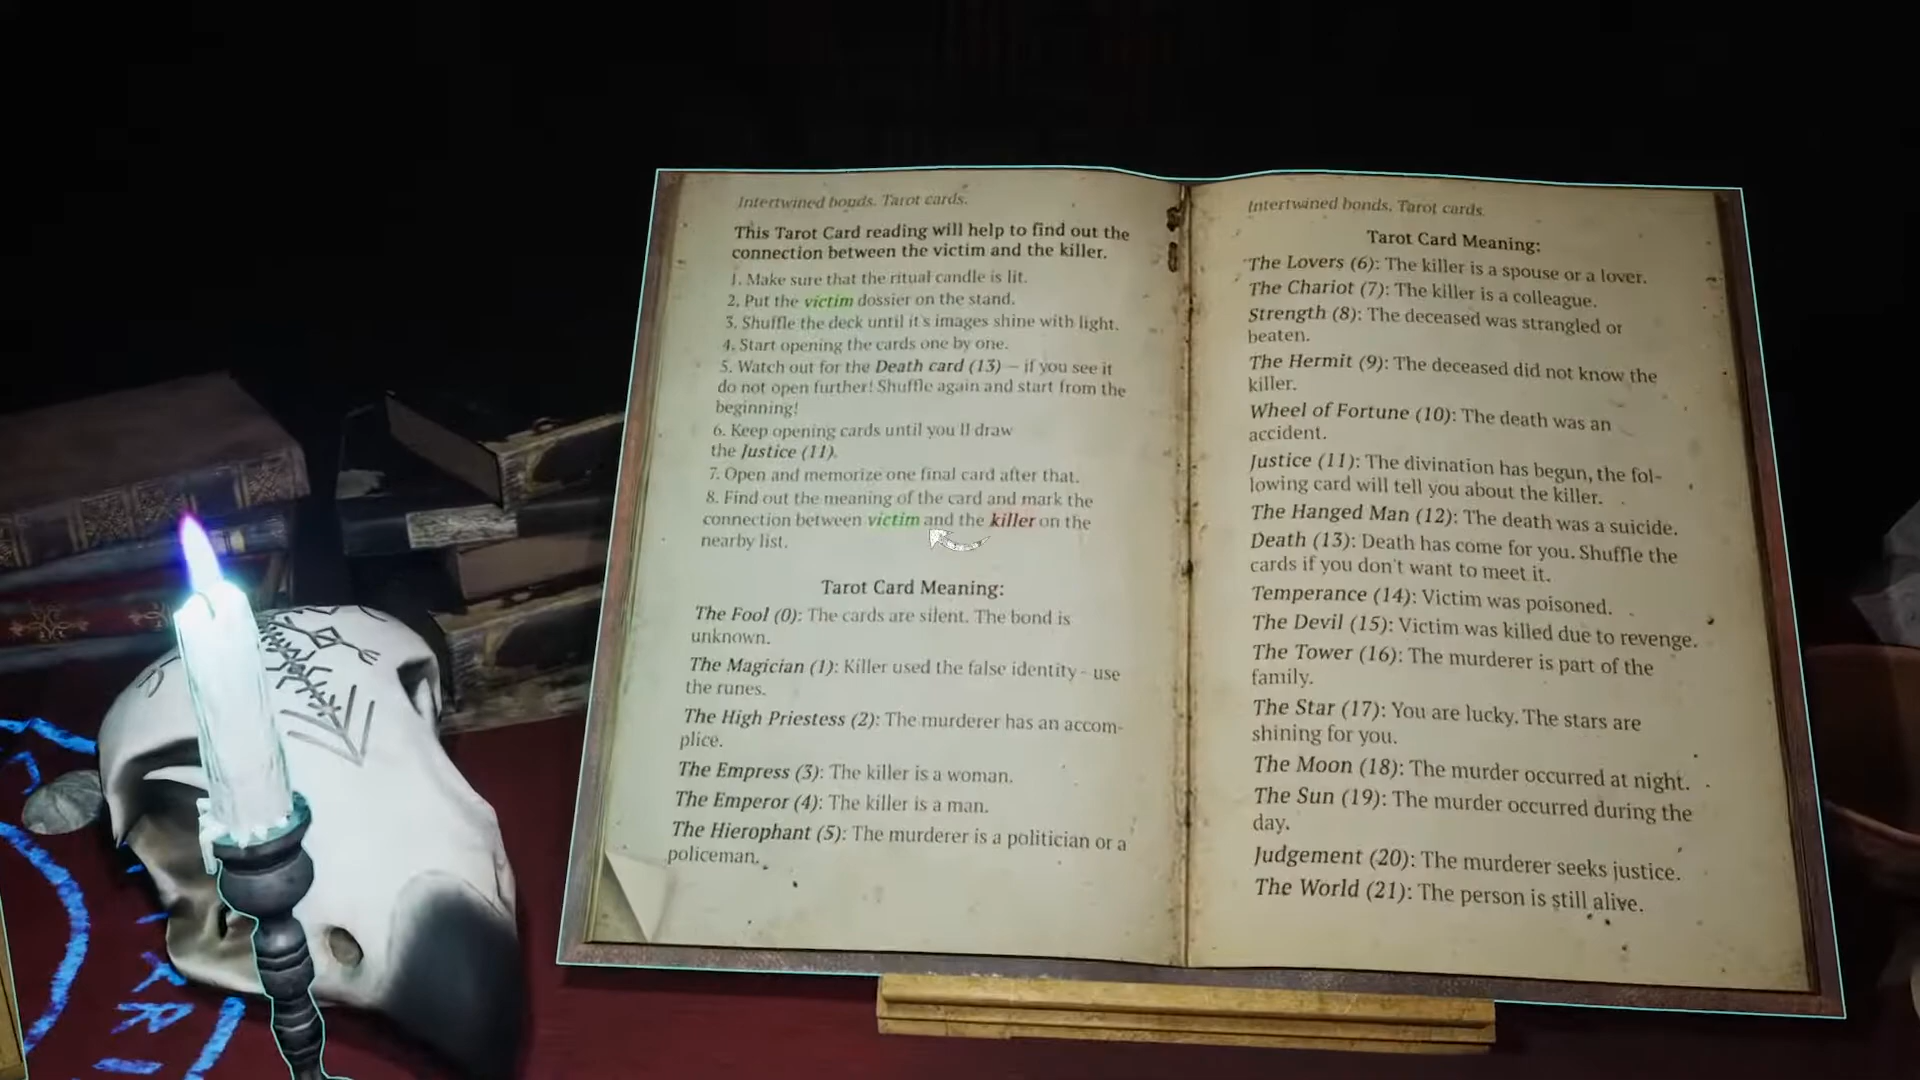 Intertwined bonds. Tarot cards.
This Tarot Card reading will help to find out the
connection between the victim and the killer.
1. Make sure that the ritual candle is lit.
2. Put the victim dossier on the stand.
3. Shuffle the deck until it's images shine with light.
4. Start opening the cards one by one.
5. Watch out for the Death card (13) – if you see it
do not open further! Shuffle again and start from the
beginning!
6. Keep opening cards until you ll draw
the Justice (11).
7. Open and memorize one final card after that.
8. Find out the meaning of the card and mark the
connection between victim and the killer on the
nearby list.
Tarot Card Meaning:
The Fool (0): The cards are silent. The bond is
unknown.
The Magician (1): Killer used the false identity - use
the runes.
The High Priestess (2): The murderer has an accom-
plice.
The Empress (3): The killer is a woman.
The Emperor (4): The killer is a man.
The Hierophant (5): The murderer is a politician or a
policeman.
Intertwined bonds. Tarot cards.
Tarot Card Meaning:
The Lovers (6): The killer is a spouse or a lover.
The Chariot (7): The killer is a colleague.
Strength (8): The deceased was strangled or
beaten.
The Hermit (9): The deceased did not know the
killer.
Wheel of Fortune (10): The death was an
accident.
Justice (11): The divination has begun, the fol-
lowing card will tell you about the killer.
The Hanged Man (12): The death was a suicide.
Death (13): Death has come for you. Shuffle the
cards if you don't want to meet it.
Temperance (14): Victim was poisoned.
The Devil (15): Victim was killed due to revenge.
The Tower (16): The murderer is part of the
family.
The Star (17): You are lucky. The stars are
shining for you.
The Moon (18): The murder occurred at night.
The Sun (19): The murder occurred during the
day.
Judgement (20): The murderer seeks justice.
The World (21): The person is still alive.